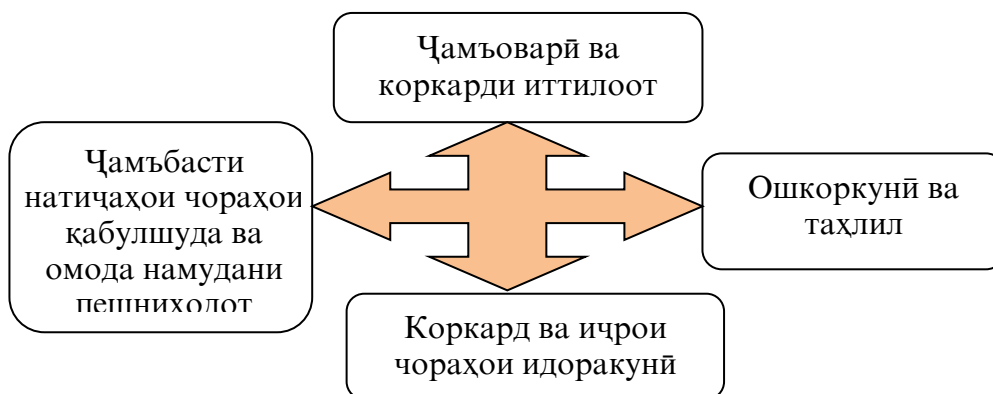 Ҷамъоварӣ ва
коркарди иттилоот
Ҷамъбасти
натиҷаҳои чораҳои
қабулшуда ва
омода намудани
пешниҳодот
Ошкоркунӣ ва
таҳлил
Коркард ва иҷрои
чораҳои идоракунӣ